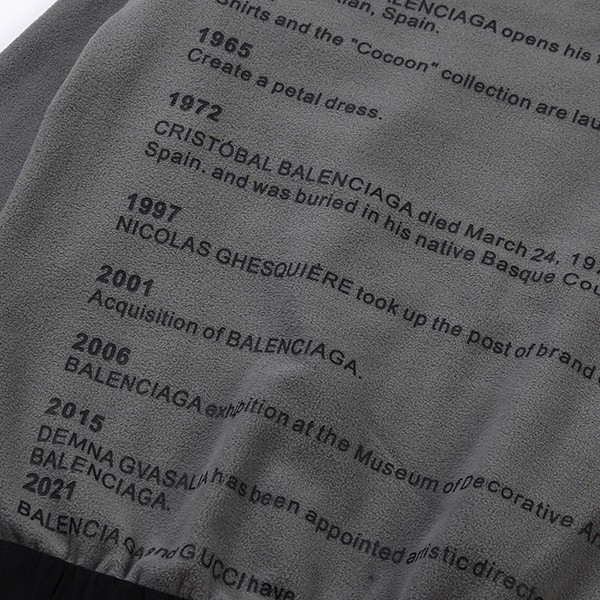 BALENCIAGA opens his
Spain.
Shirts and the "Cocoon" collection are
1965
Create a petal dress.
1972
CRISTÓBAL BALENCIAGA died March 24,
Spain, and was buried in his native Basque
1997
NICOLAS GHESQUIÈRE took up the post of brand
2001
Acquisition of BALENCIAGA.
2006
BALENCIAGA exhibition at the Museum of Decorative
2015
DEMNA GVASALIA has been appointed artistic
BALENCIAGA.
2021
BALENCIAGA and GUCCI have